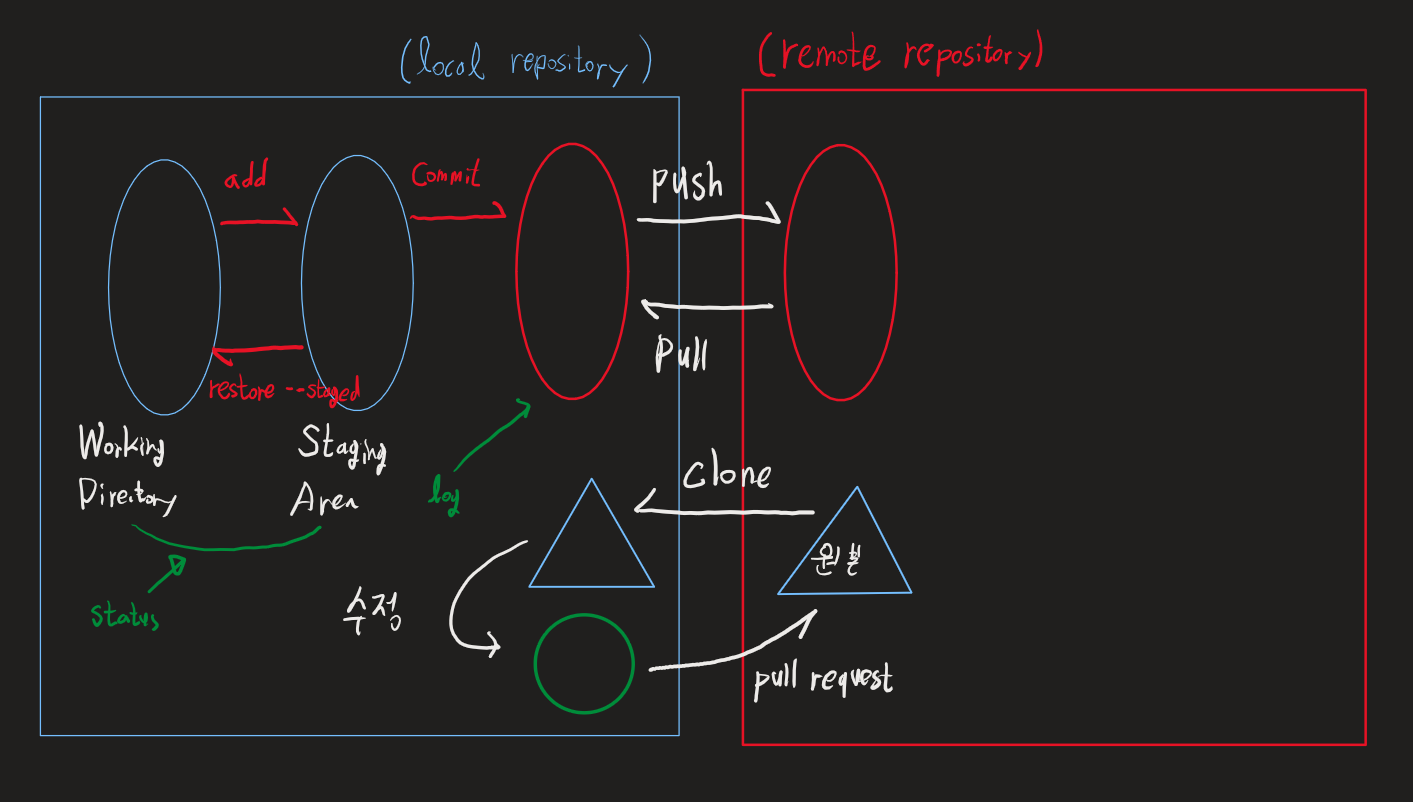 (local repository)
(remote repository)
add
Commit
push
pull
restore --staged
Working
Directory
Staging
Area
log
status
clone
원본
수정
pull request